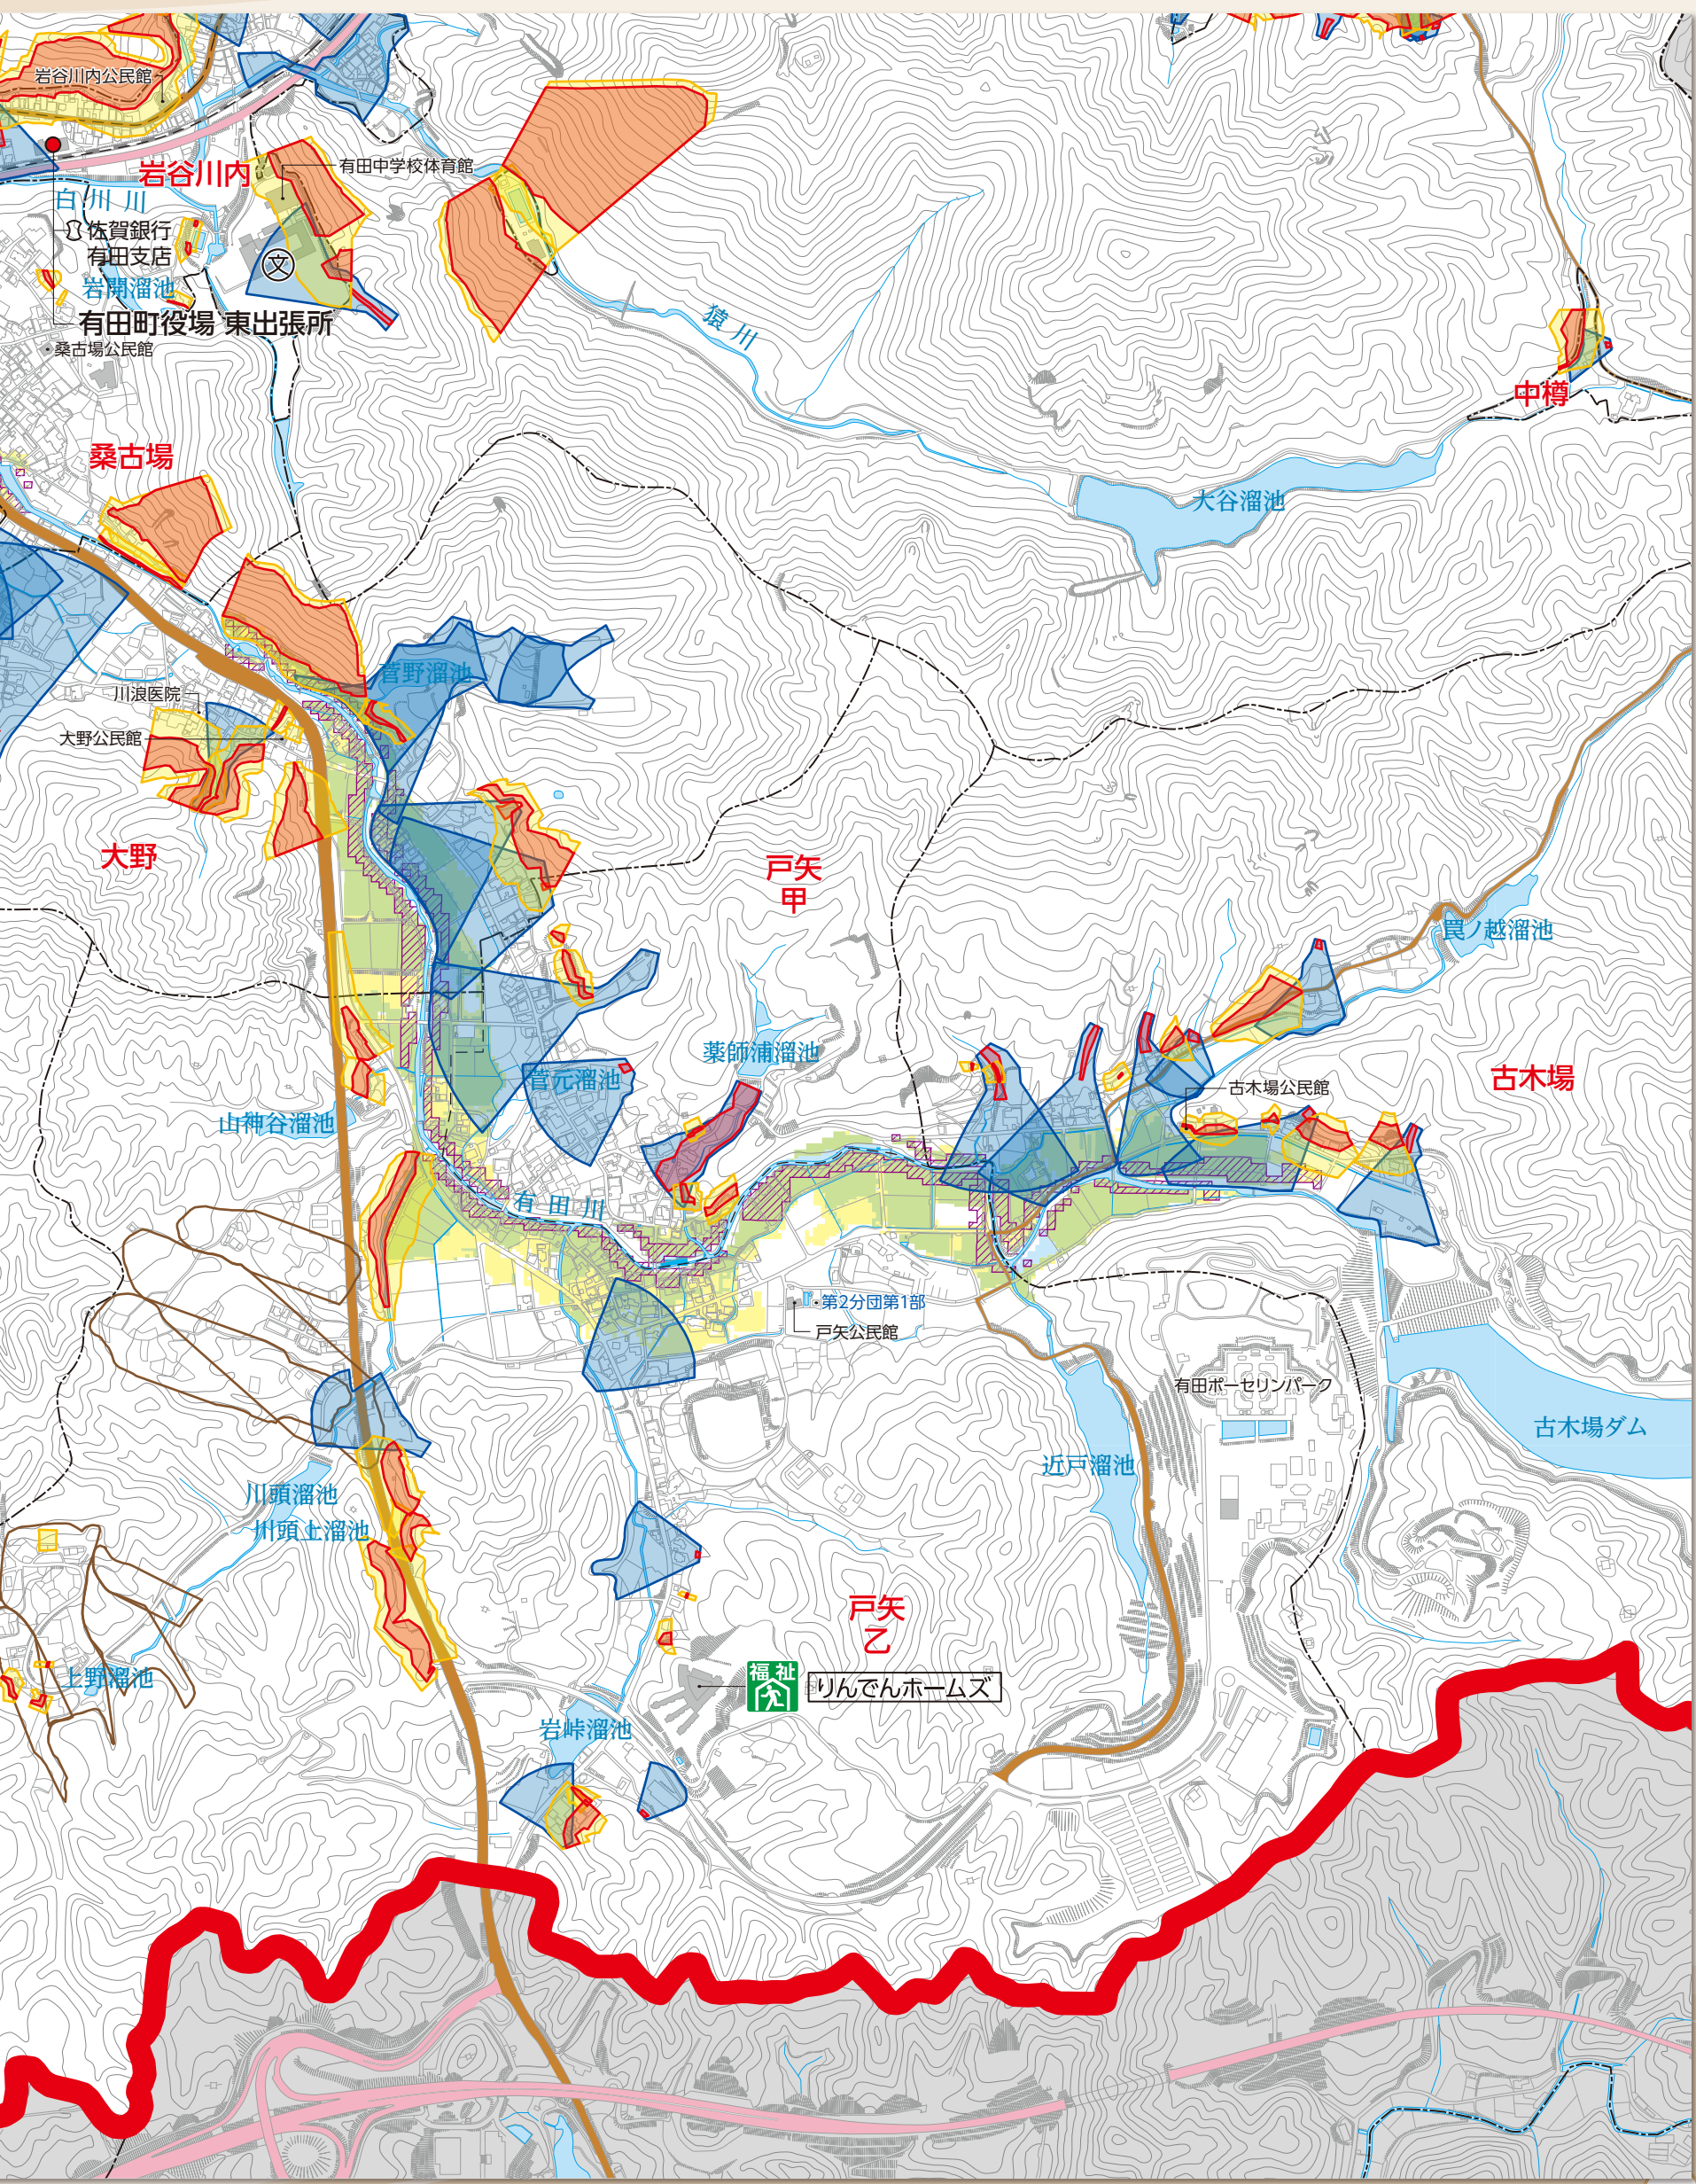 岩谷川内公民館
岩谷川内
有田中学校体育館
白川川
佐賀銀行
有田支店
文
岩開溜池
有田町役場 東出張所
桑古場公民館
猿川
中樽
桑古場
大谷溜池
菅野溜池
川浪医院
大野公民館
大野
戸矢
甲
罠ノ越溜池
薬師浦溜池
菅元溜池
古木場
古木場公民館
山神谷溜池
有田川
第2分団第1部
戸矢公民館
有田ポーセリンパーク
古木場ダム
近戸溜池
川頭溜池
川頭上溜池
戸矢
乙
上野溜池
福祉
りんでんホームズ
岩峠溜池